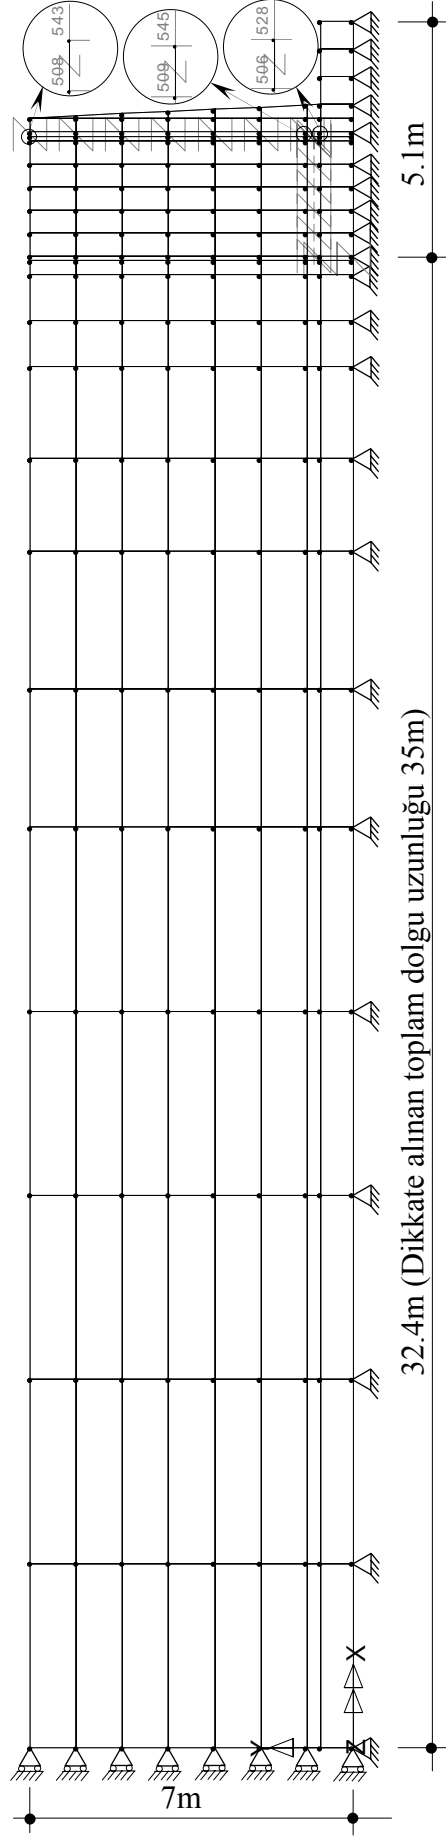 508 543
509 545
506 528
5.1m
32.4m (Dikkate alınan toplam dolgu uzunluğu 35m)
X
Y
Z
7m